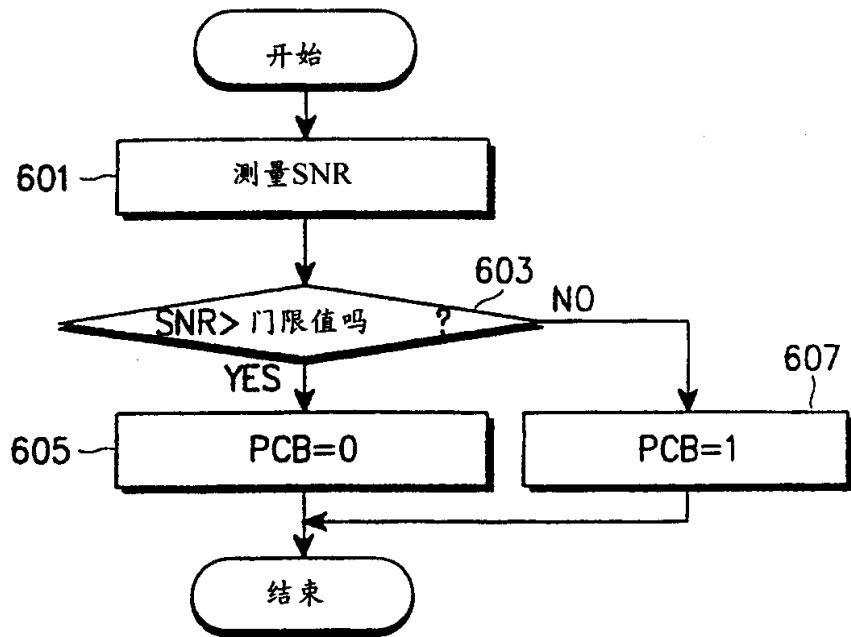 开始
601
测量SNR
603
SNR> 门限值吗 ?
NO
YES
607
605
PCB=0
PCB=1
结束